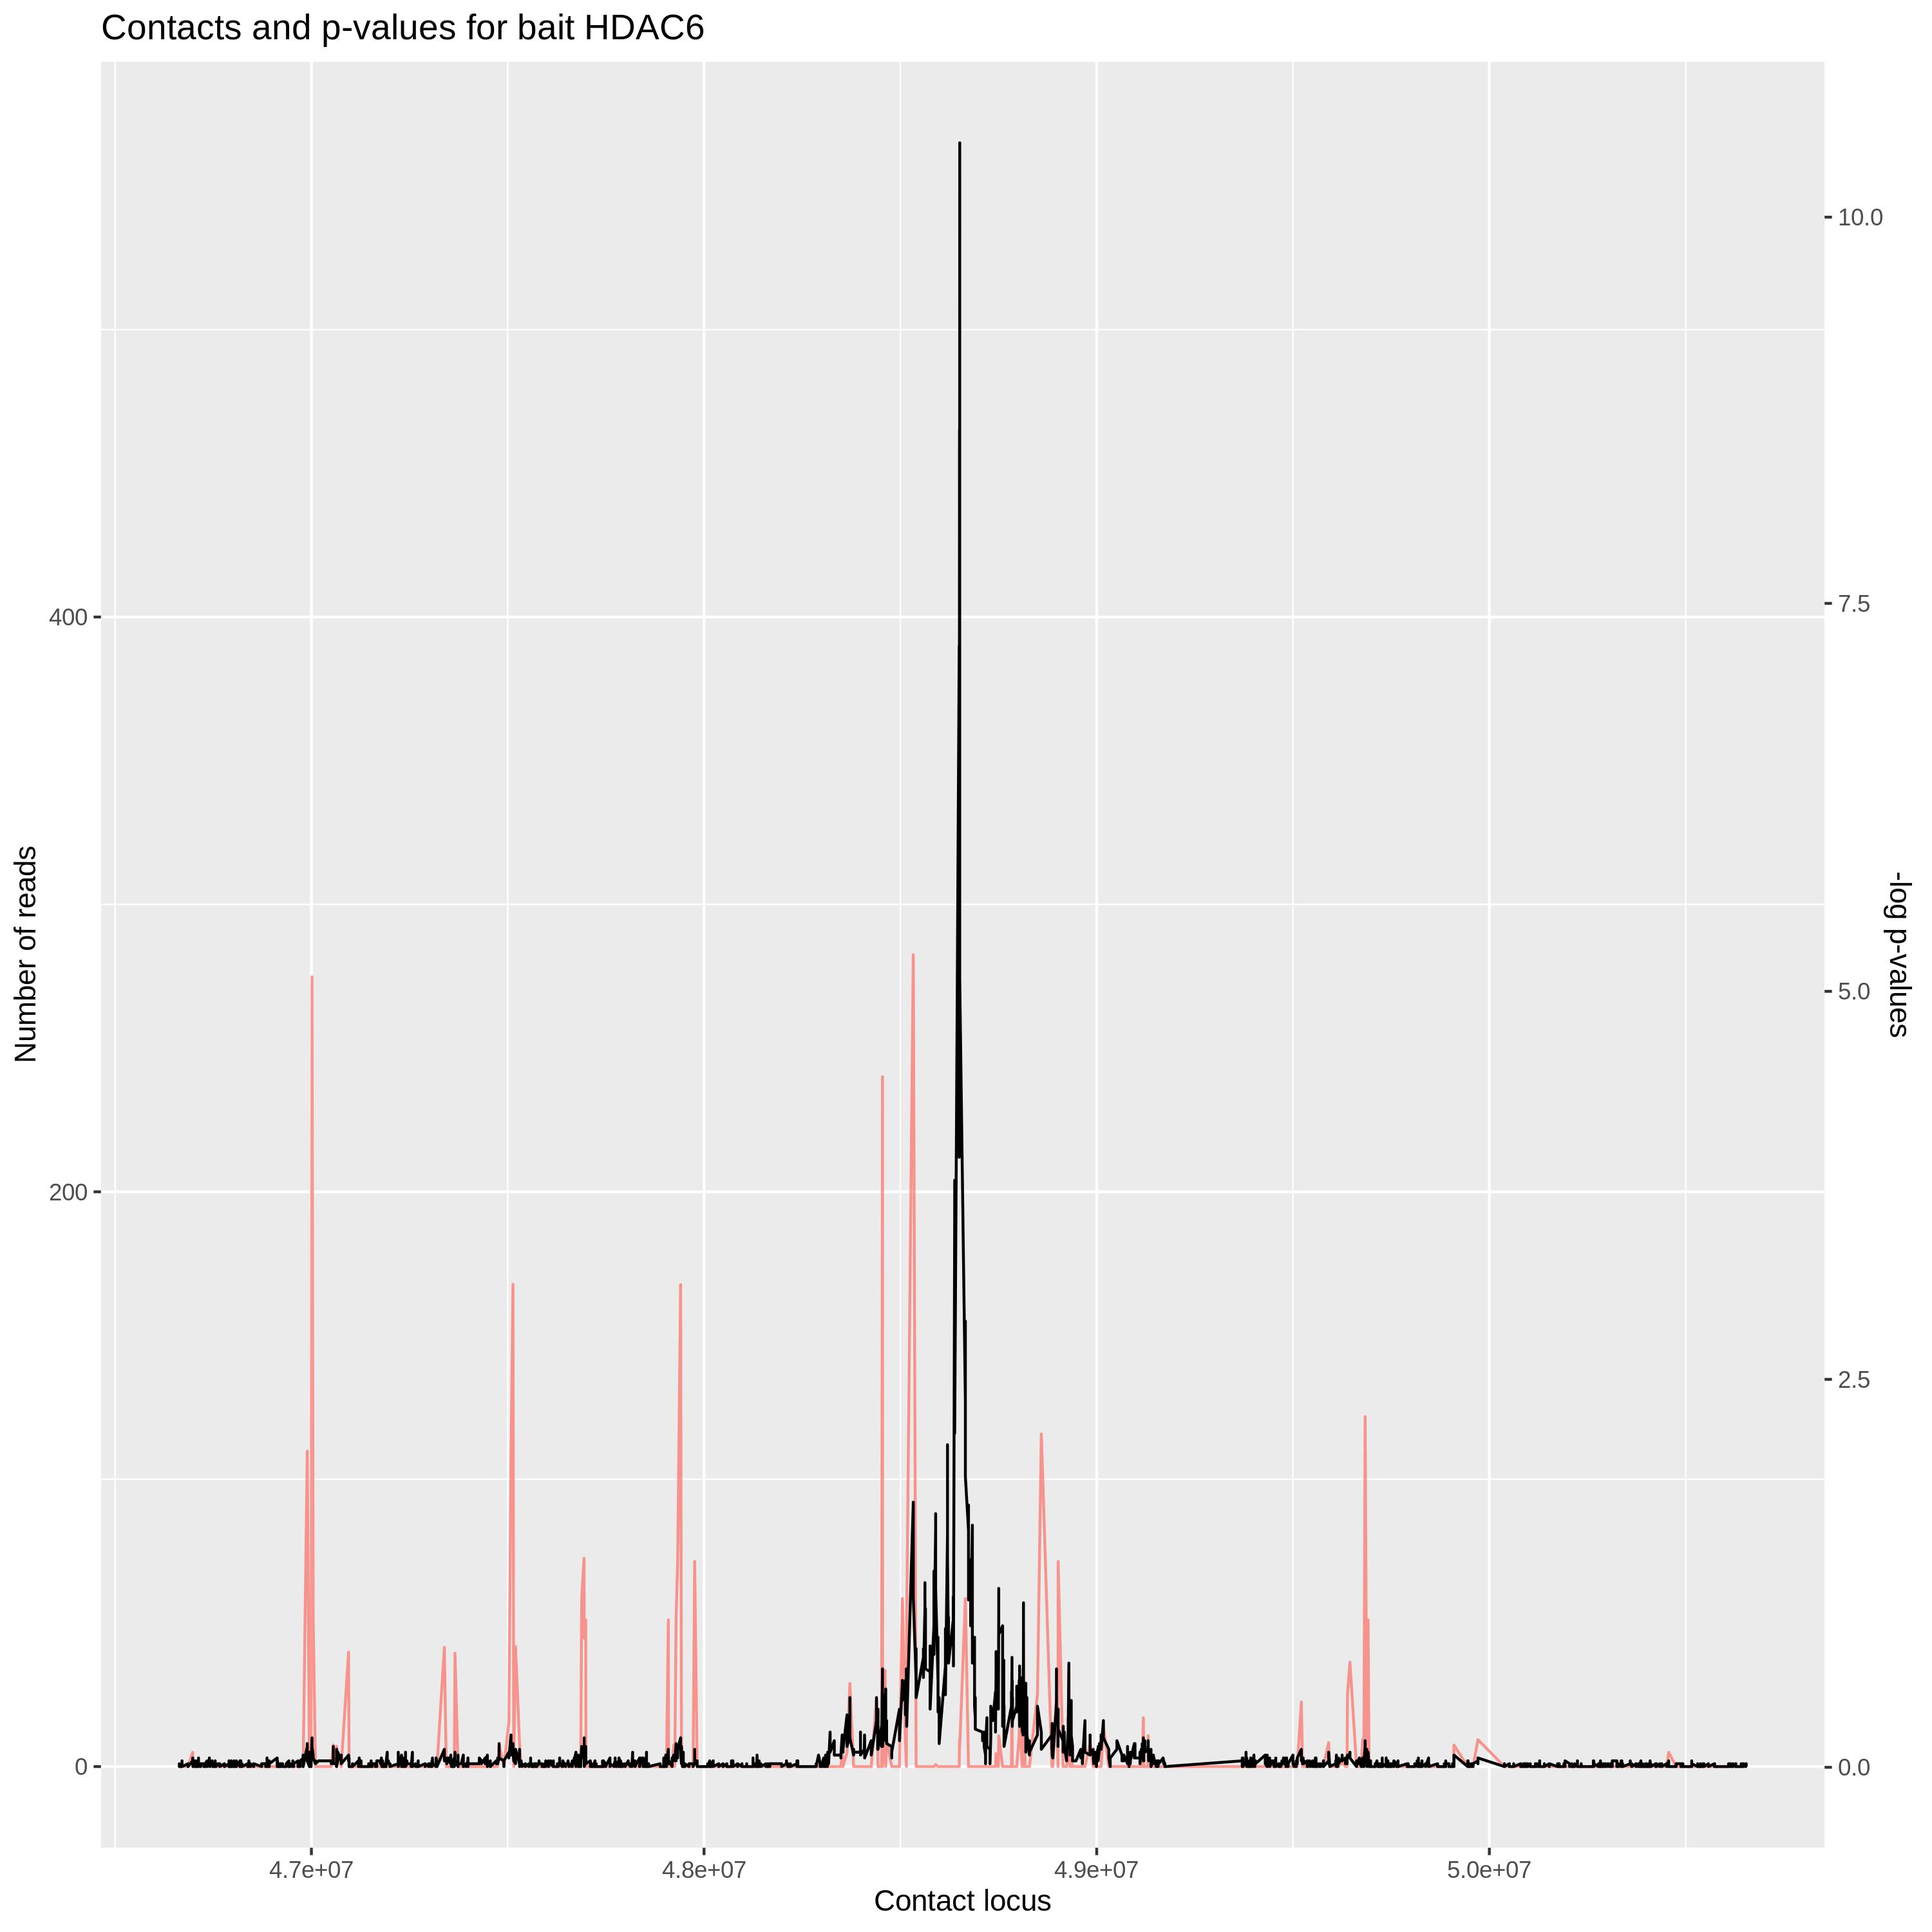 Contacts and p-values for bait HDAC6
Number of reads
400
200
0
10.0
7.5
5.0
2.5
0.0
-log p-values
4.7e+07
4.8e+07
4.9e+07
5.0e+07
Contact locus